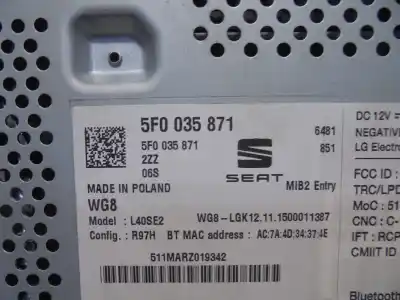 5F0 035 871
5F0 035 871
2ZZ
06S
6481
851
SEAT
MADE IN POLAND
MIB2 Entry
WG8
WG8-LGK12.11.1500011387
Model : L40SE2
Config. : R97H BT MAC address : AC:7A:4D:34:37:4E
511MARZ019342
DC 12V
NEGATIVE
LG Electro
FCC ID :
TRC/LPD
MoC : 51
CNC : C-
IFT : RCP
CMIIT ID
Bluetooth